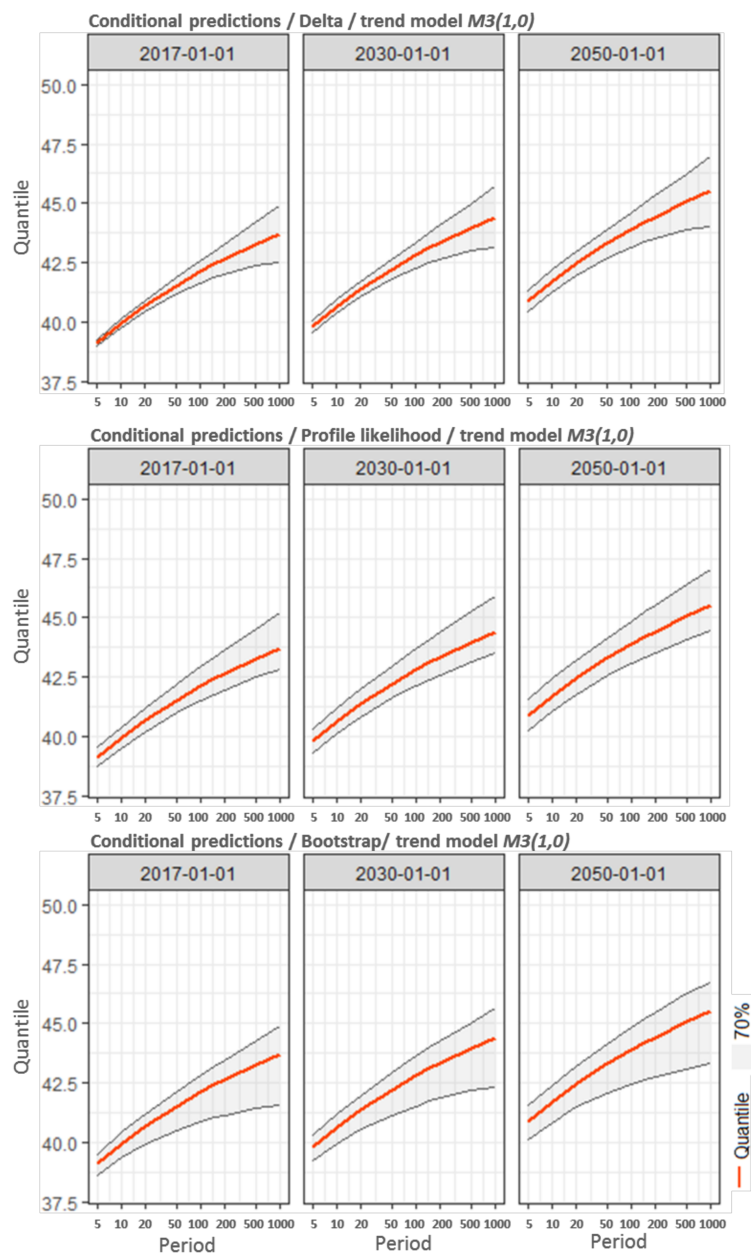 Conditional predictions / Delta / trend model M3(1,0)
2017-01-01 2030-01-01 2050-01-01
50.0
47.5
45.0
42.5
40.0
37.5
Quantile
5 10 20 50 100 200 500 1000 5 10 20 50 100 200 500 1000 5 10 20 50 100 200 500 1000
Conditional predictions / Profile likelihood / trend model M3(1,0)
2017-01-01 2030-01-01 2050-01-01
50.0
47.5
45.0
42.5
40.0
37.5
Quantile
5 10 20 50 100 200 500 1000 5 10 20 50 100 200 500 1000 5 10 20 50 100 200 500 1000
Conditional predictions / Bootstrap/ trend model M3(1,0)
2017-01-01 2030-01-01 2050-01-01
50.0
47.5
45.0
42.5
40.0
37.5
Quantile
5 10 20 50 100 200 500 1000 5 10 20 50 100 200 500 1000 5 10 20 50 100 200 500 1000
Period Period
Quantile 70%